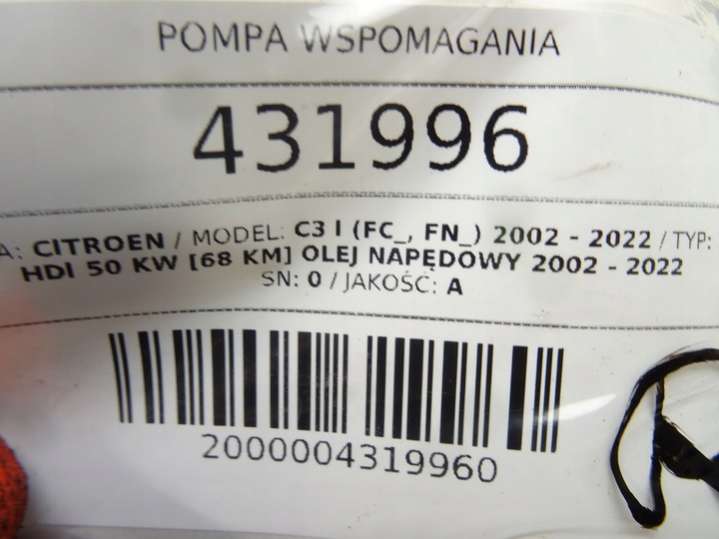 POMPA WSPOMAGANIA
431996
A: CITROEN / MODEL: C3 I (FC_, FN_) 2002 - 2022 / TYP:
HDI 50 KW [68 KM] OLEJ NAPĘDOWY 2002 - 2022
SN: 0 / JAKOŚĆ: A
2000004319960